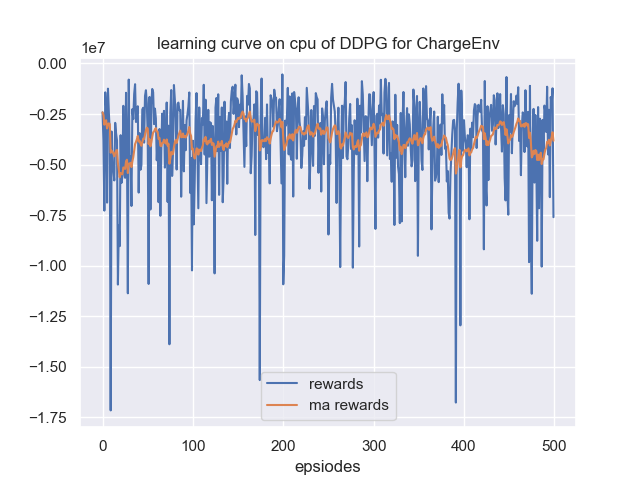 learning curve on cpu of DDPG for ChargeEnv
1e7
0.00
−0.25
−0.50
−0.75
−1.00
−1.25
−1.50
−1.75
rewards
ma rewards
0 100 200 300 400 500
epsiodes